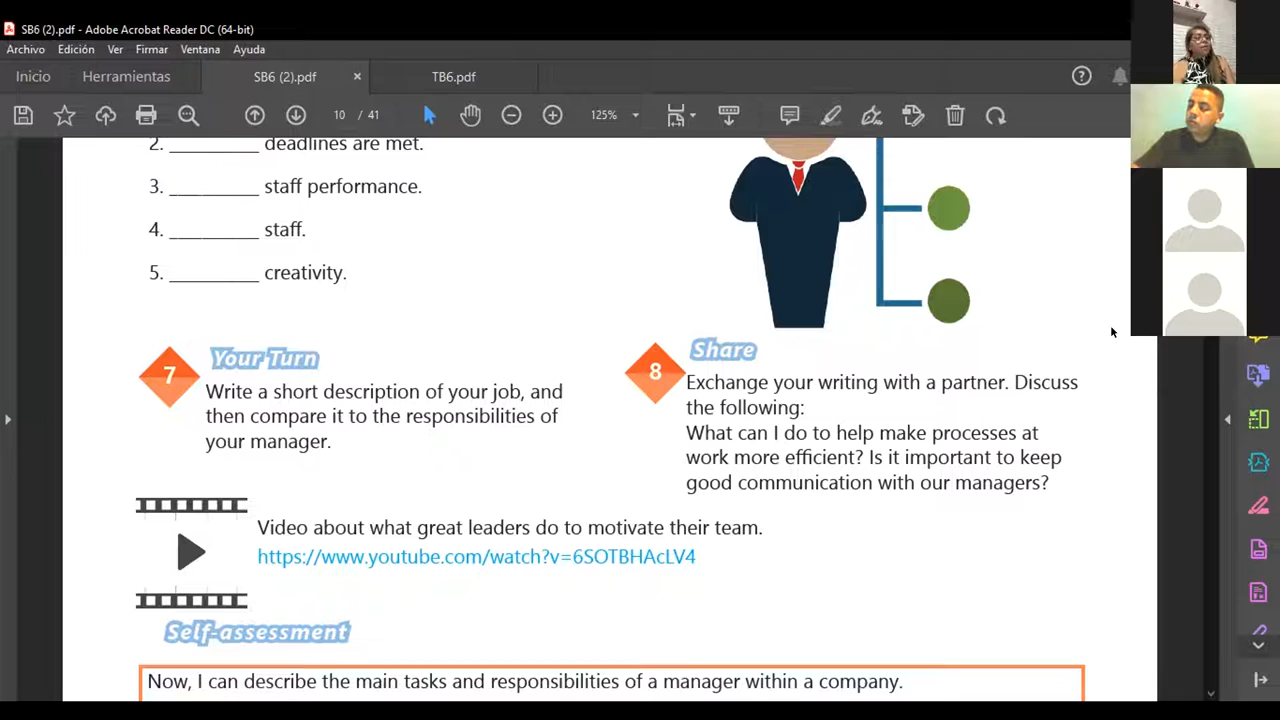 SB6 (2).pdf - Adobe Acrobat Reader DC (64-bit)
Archivo Edición Ver Firmar Ventana Ayuda
Inicio Herramientas SB6 (2).pdf × TB6.pdf
10 / 41 125%
2. _________ deadlines are met.
3. _________ staff performance.
4. _________ staff.
5. _________ creativity.
7 Your Turn
Write a short description of your job, and
then compare it to the responsibilities of
your manager.
8 Share
Exchange your writing with a partner. Discuss
the following:
What can I do to help make processes at
work more efficient? Is it important to keep
good communication with our managers?
Video about what great leaders do to motivate their team.
https://www.youtube.com/watch?v=6SOTBHAcLV4
Self-assessment
Now, I can describe the main tasks and responsibilities of a manager within a company.